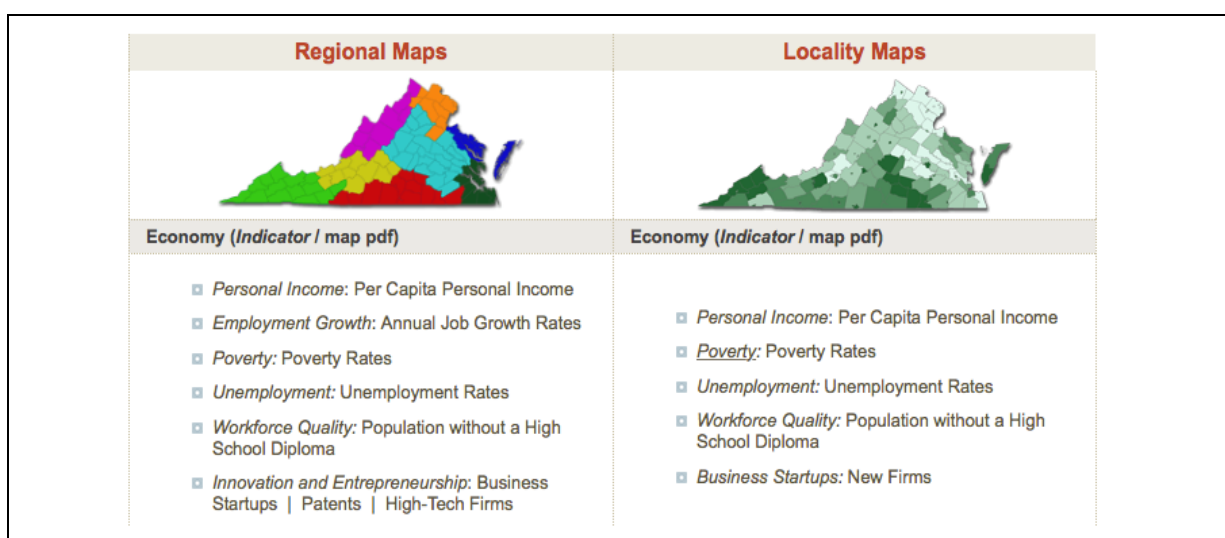 Regional Maps
Locality Maps
Economy (Indicator / map pdf)
Economy (Indicator / map pdf)
Personal Income: Per Capita Personal Income
Employment Growth: Annual Job Growth Rates
Poverty: Poverty Rates
Unemployment: Unemployment Rates
Workforce Quality: Population without a High
School Diploma
Innovation and Entrepreneurship: Business
Startups | Patents | High-Tech Firms
Personal Income: Per Capita Personal Income
Poverty: Poverty Rates
Unemployment: Unemployment Rates
Workforce Quality: Population without a High
School Diploma
Business Startups: New Firms